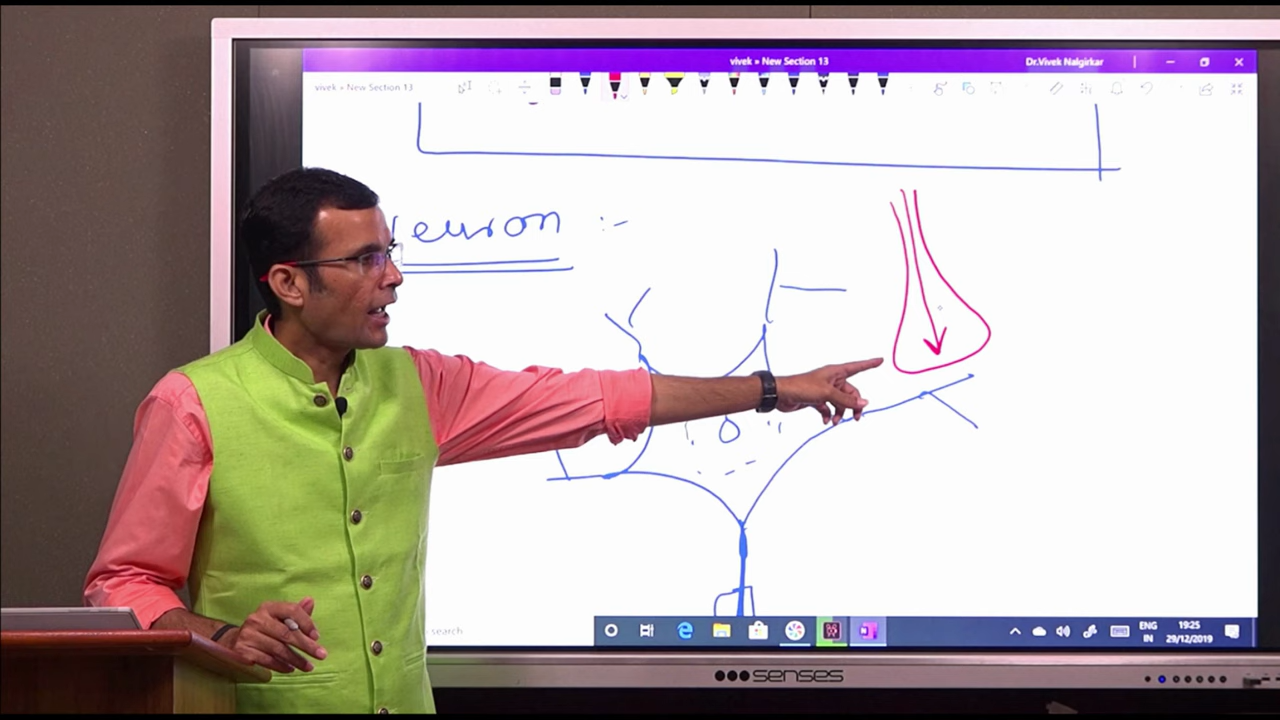 vivek » New Section 13
Dr.Vivek Nalgirkar
vivek » New Section 13
Neuron :-
search
ENG
IN
19:25
29/12/2019
senses